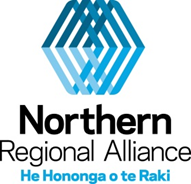 Northern
Regional Alliance
He Hononga o te Raki